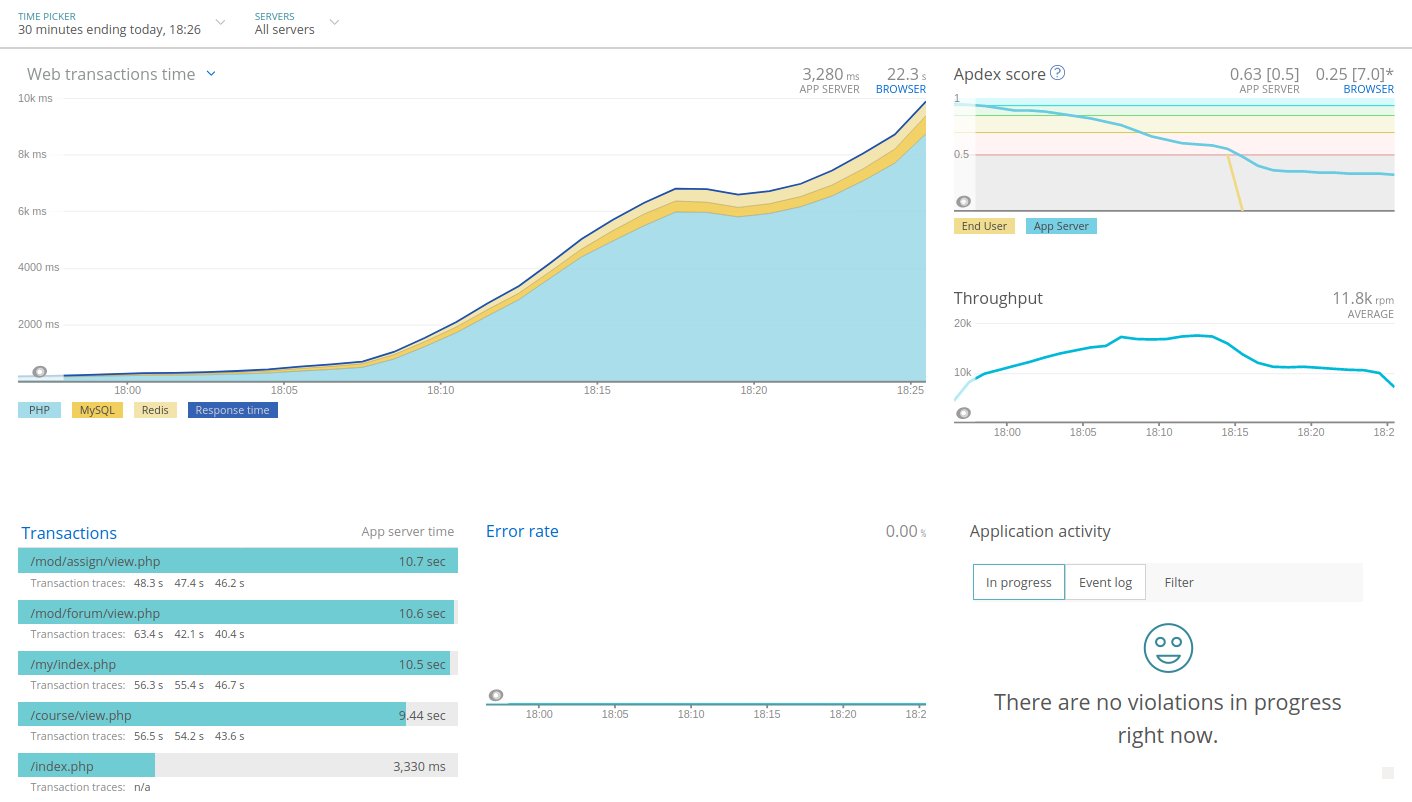 TIME PICKER
30 minutes ending today, 18:26
SERVERS
All servers
Web transactions time
3,280 ms
APP SERVER
22.3 s
BROWSER
10k ms
8k ms
6k ms
4000 ms
2000 ms
18:00 18:05 18:10 18:15 18:20 18:25
PHP MySQL Redis Response time
Apdex score ?
0.63 [0.5]
APP SERVER
0.25 [7.0]*
BROWSER
1
0.5
End User App Server
Throughput
11.8k rpm
AVERAGE
20k
10k
18:00 18:05 18:10 18:15 18:20 18:2
Transactions
App server time
/mod/assign/view.php 10.7 sec
Transaction traces: 48.3 s 47.4 s 46.2 s
/mod/forum/view.php 10.6 sec
Transaction traces: 63.4 s 42.1 s 40.4 s
/my/index.php 10.5 sec
Transaction traces: 56.3 s 55.4 s 46.7 s
/course/view.php 9.44 sec
Transaction traces: 56.5 s 54.2 s 43.6 s
/index.php 3,330 ms
Transaction traces: n/a
Error rate
0.00 %
18:00 18:05 18:10 18:15 18:20 18:2
Application activity
In progress Event log Filter
There are no violations in progress
right now.